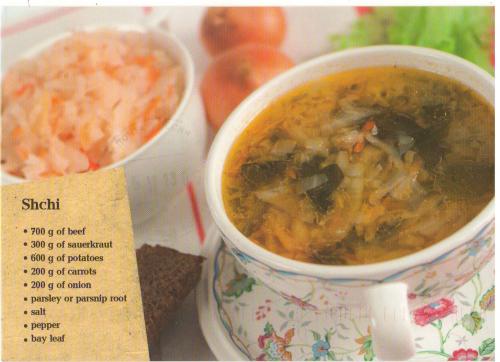 Shchi
• 700 g of beef
• 300 g of sauerkraut
• 600 g of potatoes
• 200 g of carrots
• 200 g of onion
• parsley or parsnip root
• salt
• pepper
• bay leaf